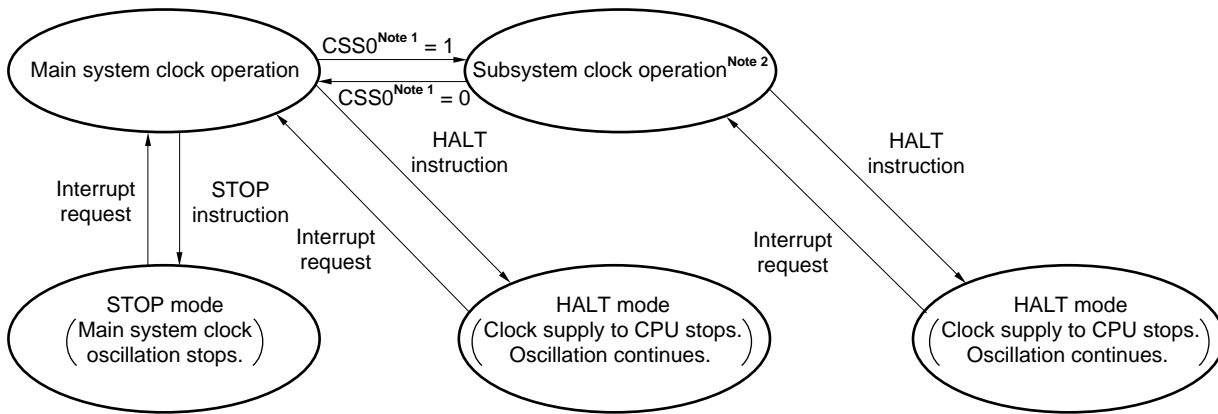 CSS0Note 1 = 1
Main system clock operation
Subsystem clock operationNote 2
CSS0Note 1 = 0
HALT
instruction
HALT
instruction
Interrupt
request
STOP
instruction
Interrupt
request
Interrupt
request
STOP mode
(Main system clock
oscillation stops.)
HALT mode
(Clock supply to CPU stops.
Oscillation continues.)
HALT mode
(Clock supply to CPU stops.
Oscillation continues.)